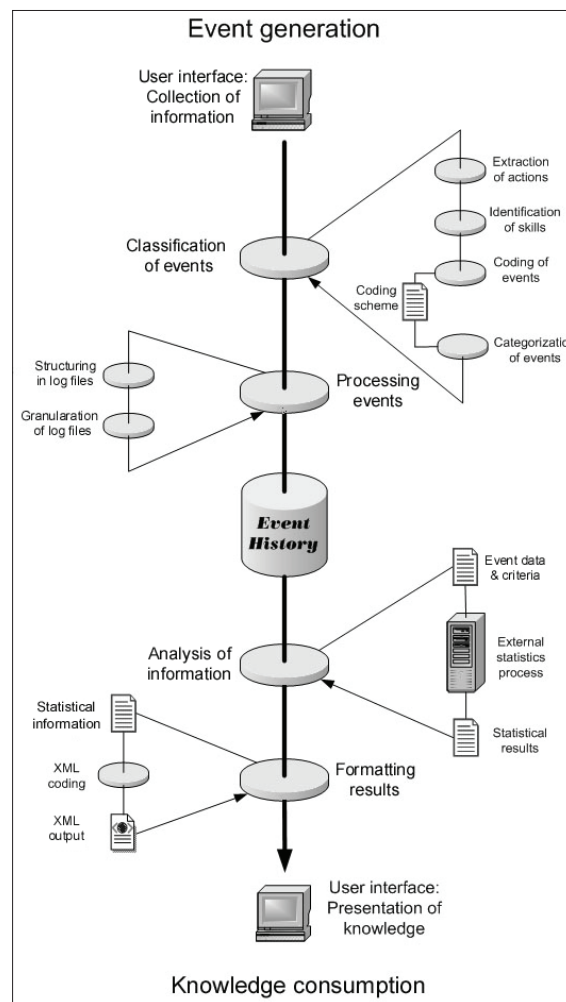 Event generation
User interface:
Collection of
information
Extraction
of actions
Identification
of skills
Classification
of events
Coding of
events
Coding
scheme
Categorizatio
of events
Structuring
in log files
Processing
events
Granularation
of log files
Event
History
Event data
& criteria
Analysis of
information
External
statistics
process
Statistical
information
Statistical
results
XML
coding
Formatting
results
XML
output
User interface:
Presentation of
knowledge
Knowledge consumption